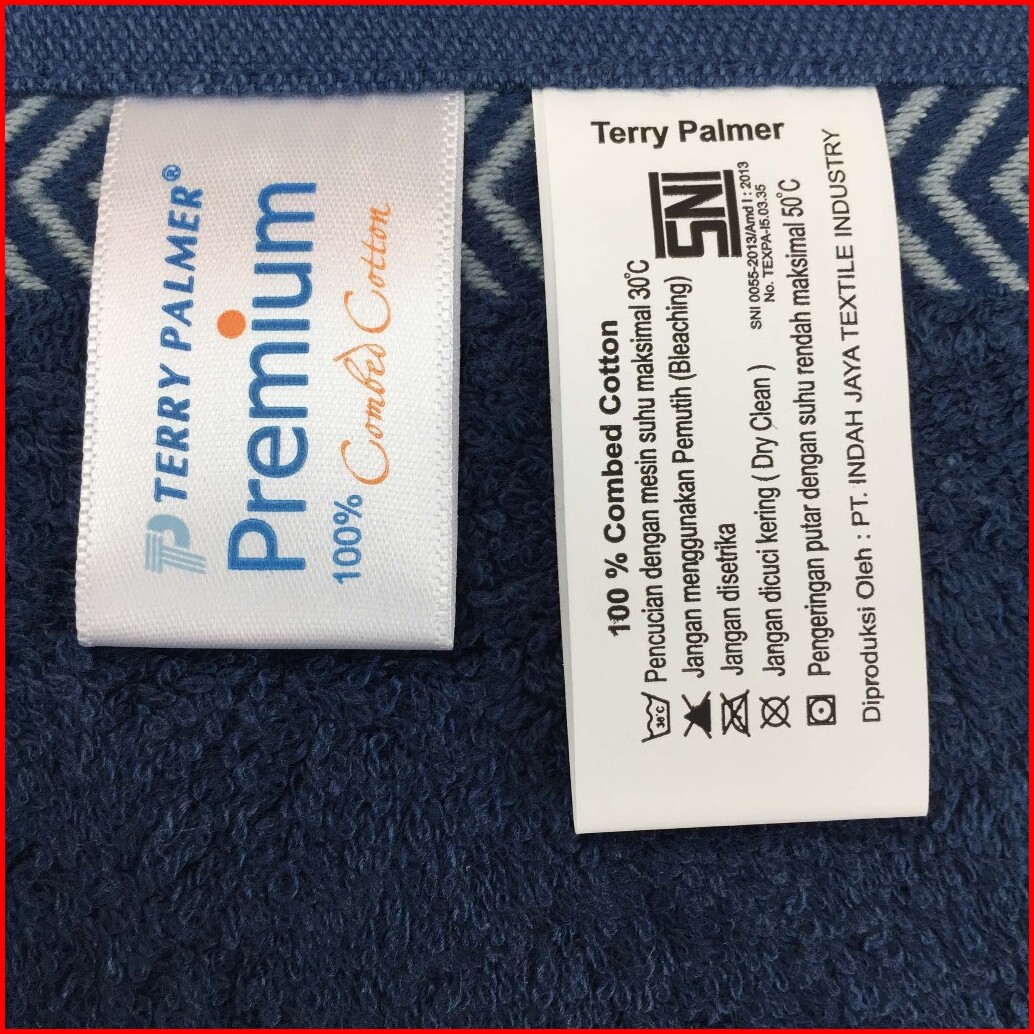 TERRY PALMER®
Premium
100% Combed Cotton
Terry Palmer
SNI
SNI 0055-2013/Amd I : 2013
No. TEXPA-I5.03.35
100 % Combed Cotton
30°C
Pencucian dengan mesin suhu maksimal 30°C
Jangan menggunakan Pemutih (Bleaching)
Jangan disetrika
Jangan dicuci kering ( Dry Clean )
Pengeringan putar dengan suhu rendah maksimal 50°C
Diproduksi Oleh : PT. INDAH JAYA TEXTILE INDUSTRY